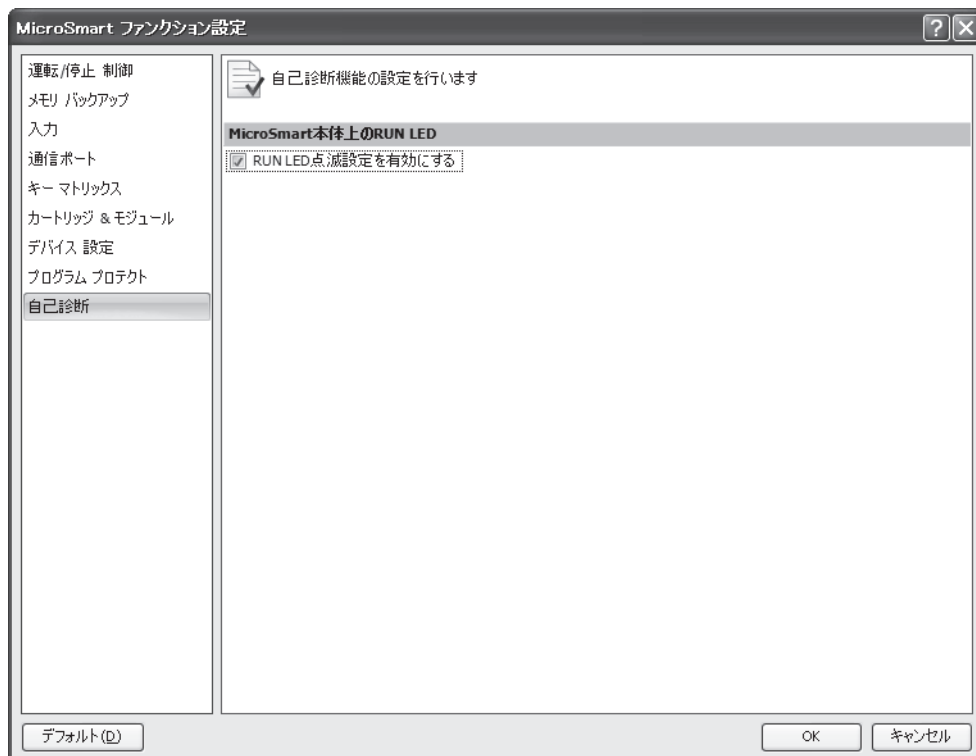 MicroSmart ファンクション設定
運転/停止 制御
メモリ バックアップ
入力
通信ポート
キー マトリックス
カートリッジ & モジュール
デバイス 設定
プログラム プロテクト
自己診断
自己診断機能の設定を行います
MicroSmart本体上のRUN LED
RUN LED点滅設定を有効にする
デフォルト(D)
OK
キャンセル